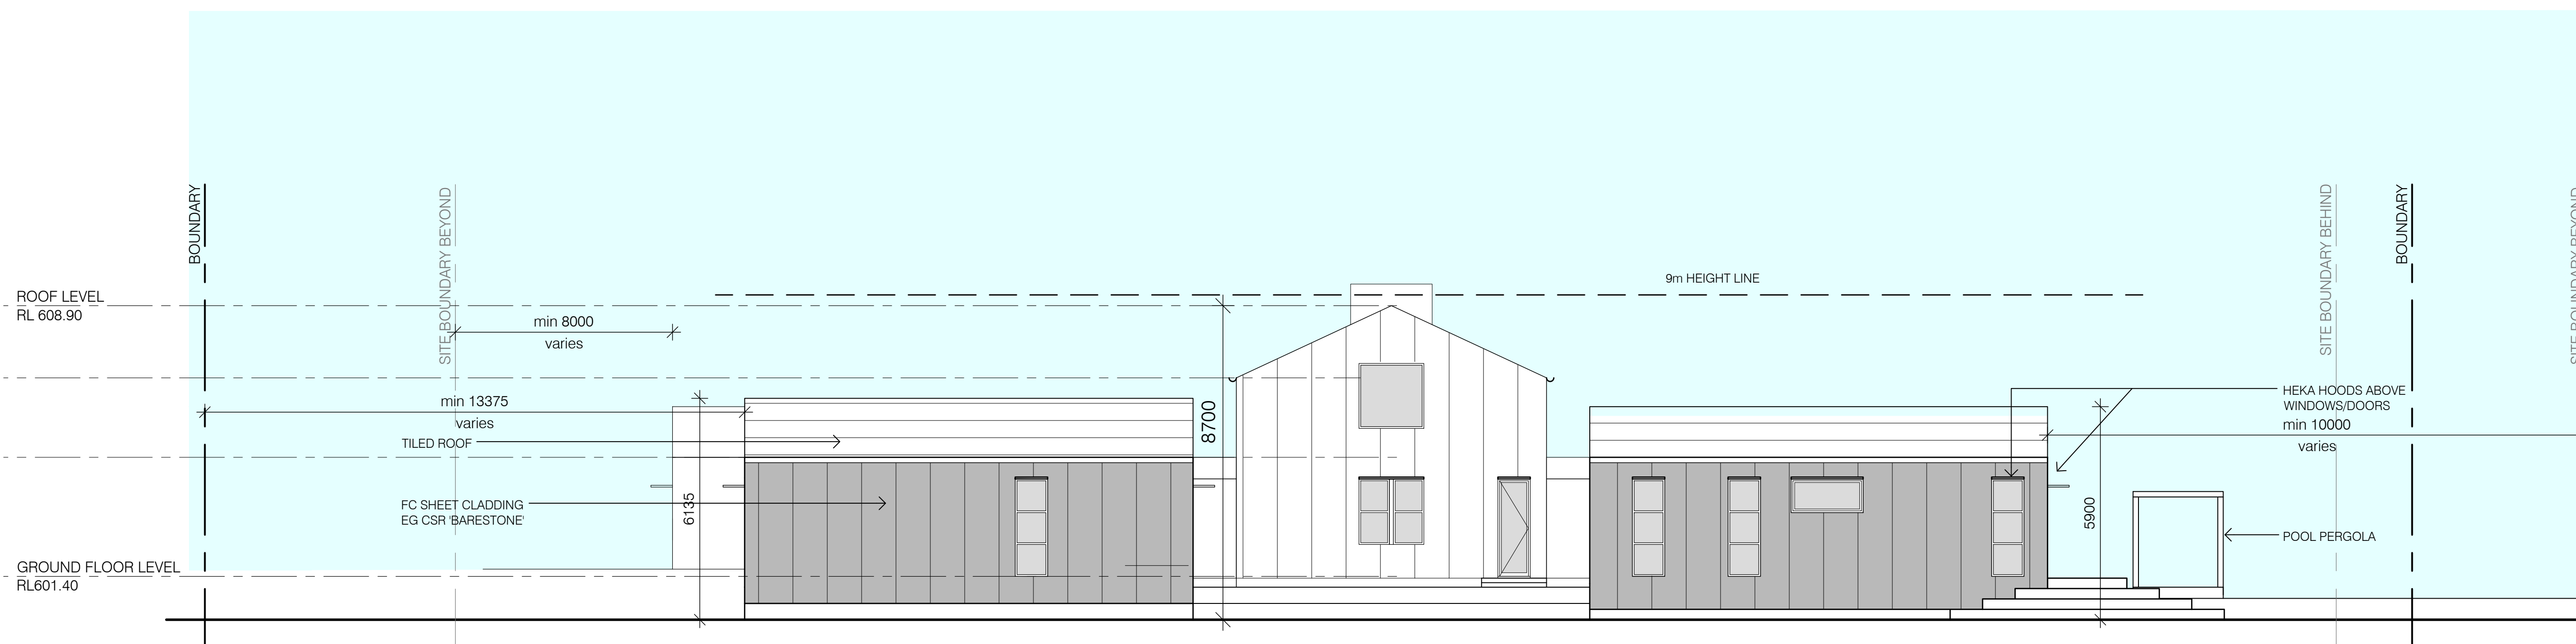 BOUNDARY
SITE BOUNDARY BEYOND
SITE BOUNDARY BEHIND
BOUNDARY
SITE BOUNDARY BEYOND
9m HEIGHT LINE
ROOF LEVEL
RL 608.90
min 8000
varies
min 13375
varies
TILED ROOF
8700
6135
FC SHEET CLADDING
EG CSR 'BARESTONE'
HEKA HOODS ABOVE
WINDOWS/DOORS
min 10000
varies
5900
POOL PERGOLA
GROUND FLOOR LEVEL
RL601.40